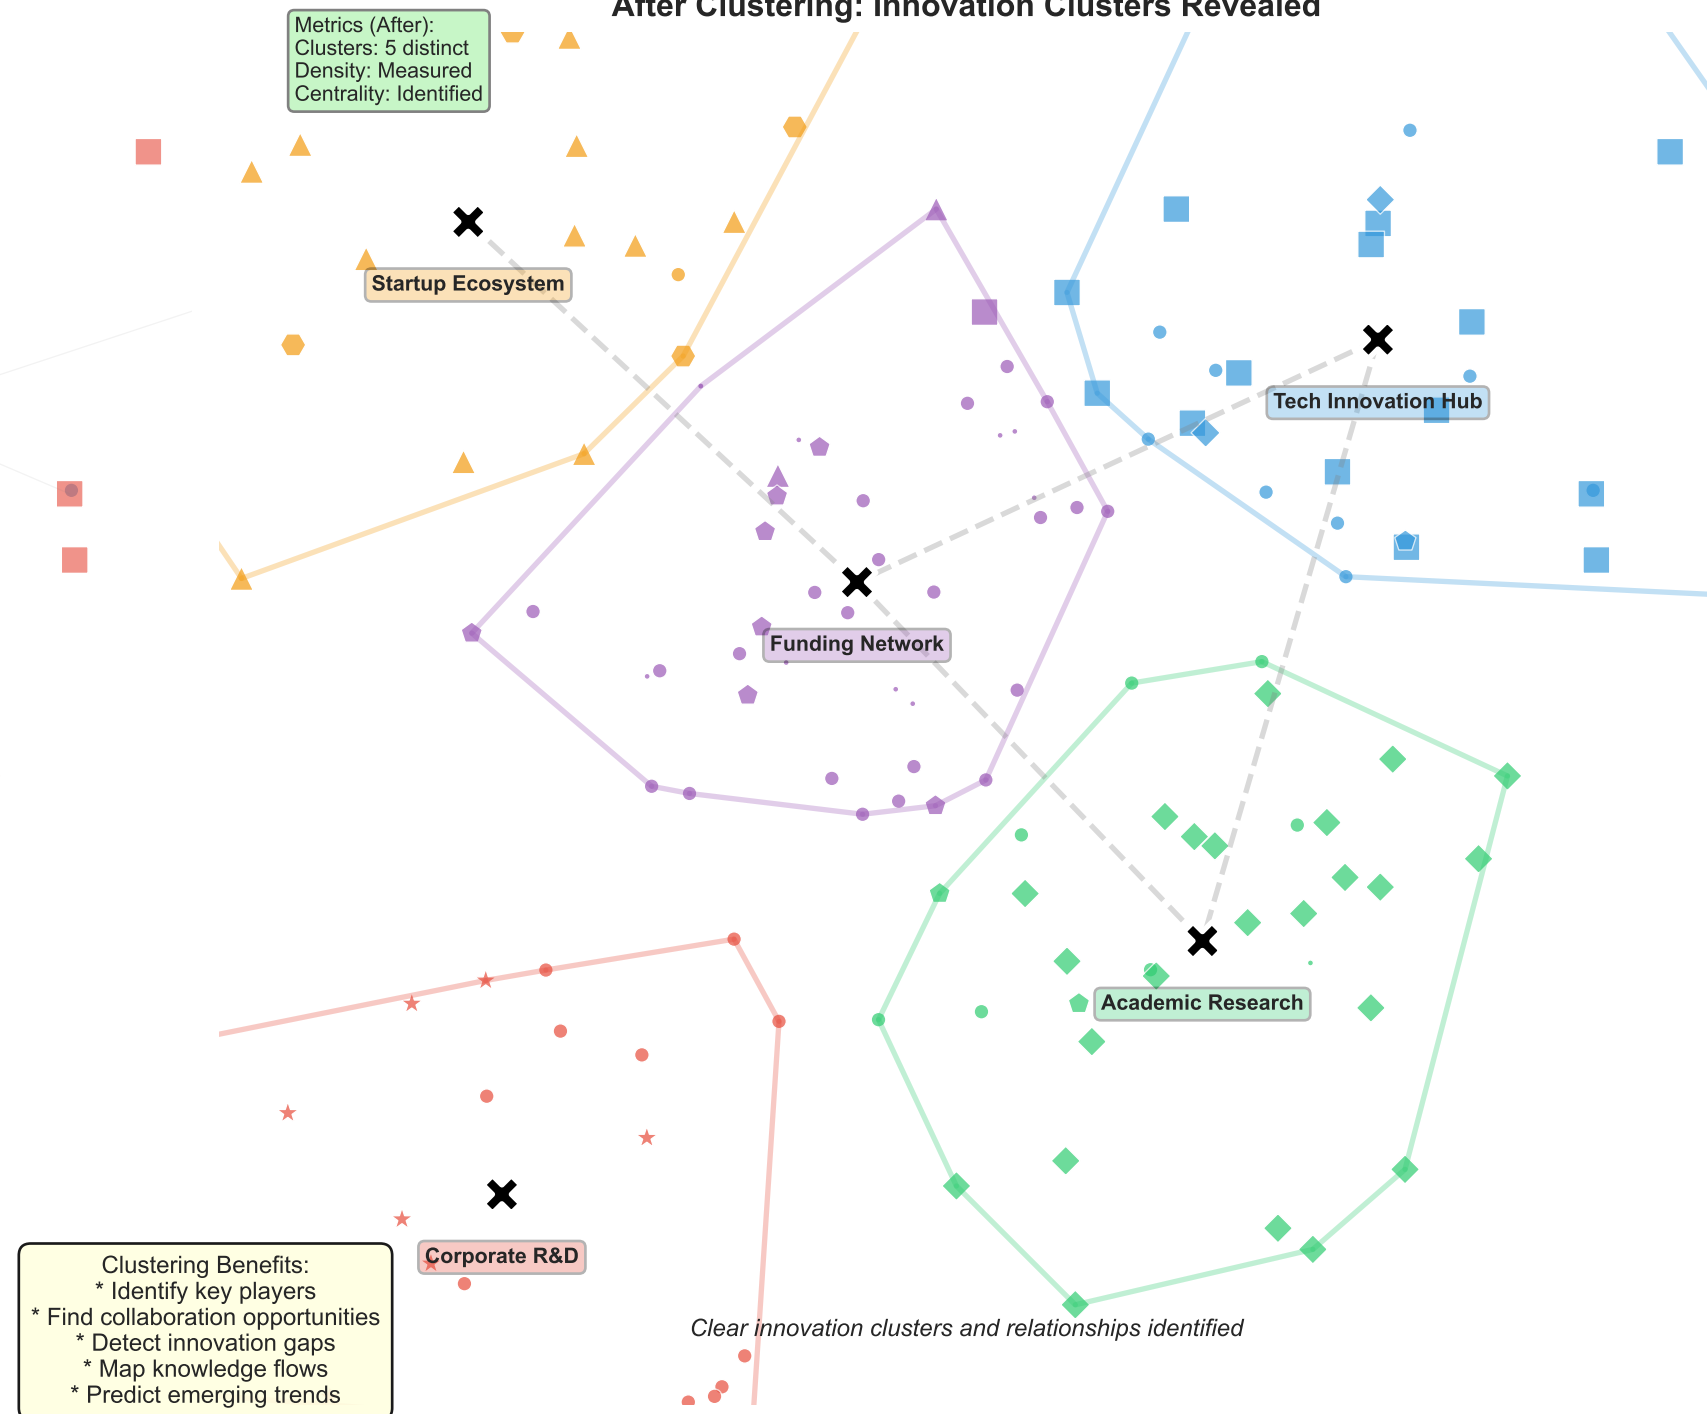 After Clustering: Innovation Clusters Revealed
Metrics (After):
Clusters: 5 distinct
Density: Measured
Centrality: Identified
Startup Ecosystem
Tech Innovation Hub
Funding Network
Academic Research
Corporate R&D
Clustering Benefits:
* Identify key players
* Find collaboration opportunities
* Detect innovation gaps
* Map knowledge flows
* Predict emerging trends
Clear innovation clusters and relationships identified